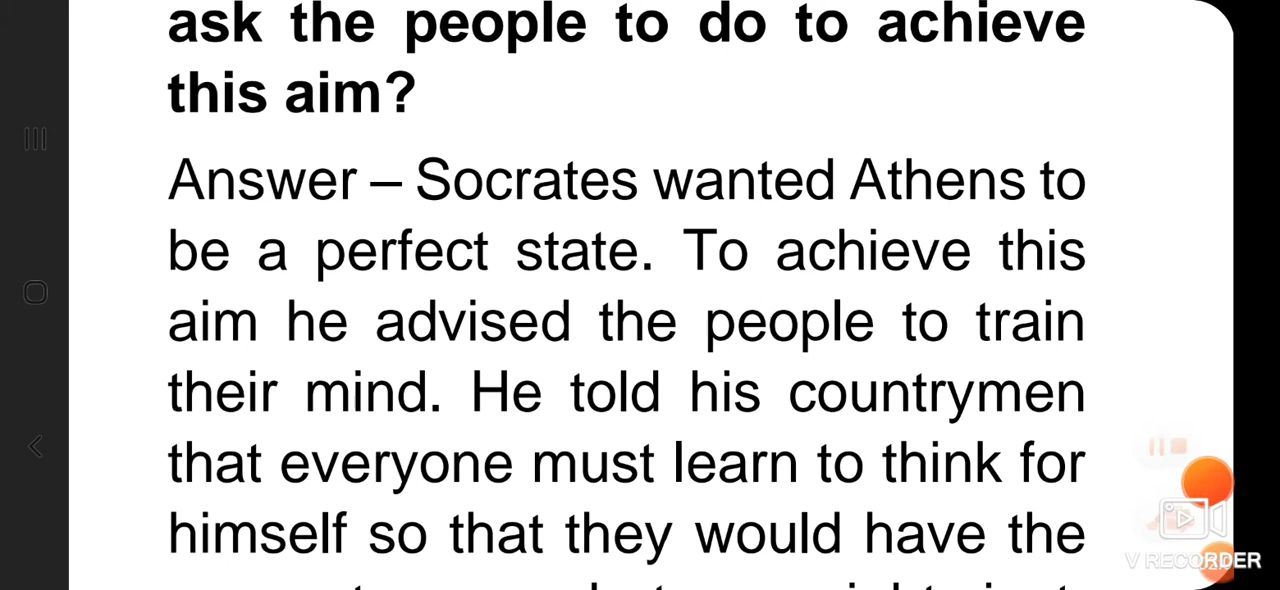 ask the people to do to achieve
this aim?
Answer – Socrates wanted Athens to
be a perfect state. To achieve this
aim he advised the people to train
their mind. He told his countrymen
that everyone must learn to think for
himself so that they would have the
V RECORDER